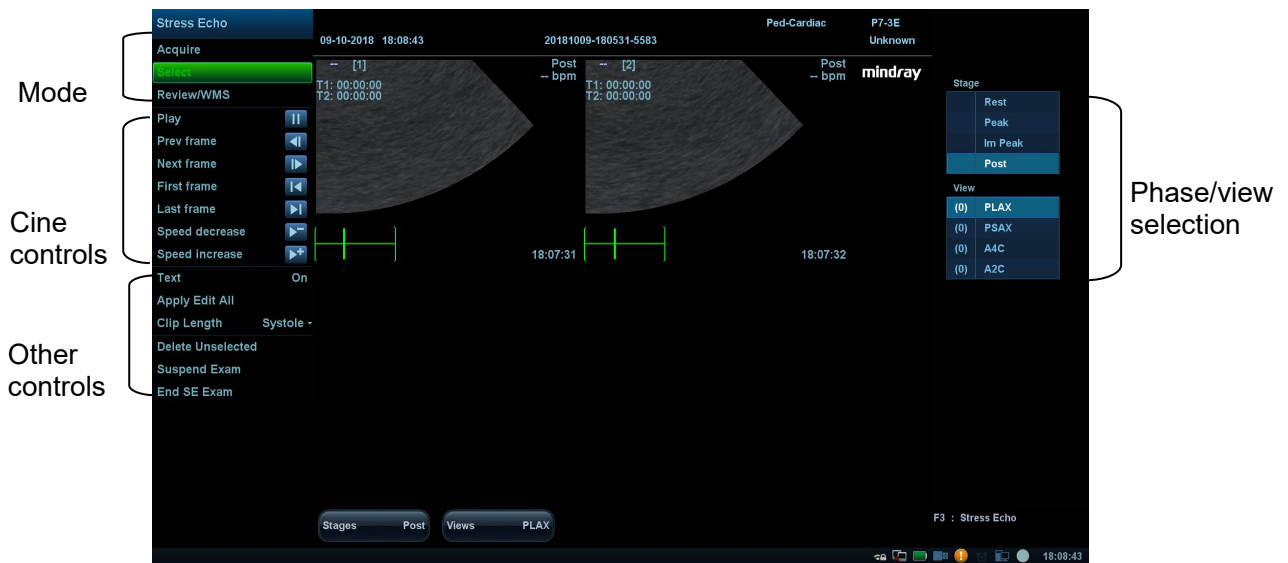 Stress Echo
Ped-Cardiac P7-3E
09-10-2018 18:08:43 20181009-180531-5583 Unknown
Mode
Acquire
Select
Review/WMS
-- [1] Post
-- bpm
T1: 00:00:00
T2: 00:00:00
-- [2] Post
-- bpm
T1: 00:00:00
T2: 00:00:00
mindray
Cine
controls
Play
Prev frame
Next frame
First frame
Last frame
Speed decrease
Speed increase
18:07:31
18:07:32
Other
controls
Text On
Apply Edit All
Clip Length Systole
Delete Unselected
Suspend Exam
End SE Exam
Stage
Rest
Peak
Im Peak
Post
View
(0) PLAX
(0) PSAX
(0) A4C
(0) A2C
Phase/view
selection
Stages Post Views PLAX
F3 : Stress Echo
18:08:43